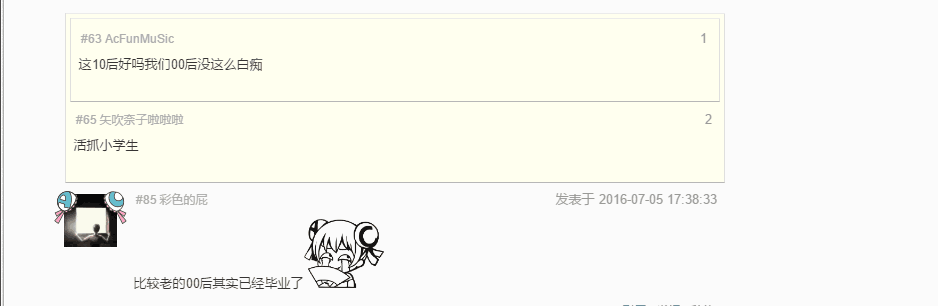 #63 AcFunMuSic 1
这10后好吗我们00后没这么白痴
#65 矢吹奈子啦啦啦 2
活抓小学生
#85 彩色的屁 发表于 2016-07-05 17:38:33
比较老的00后其实已经毕业了